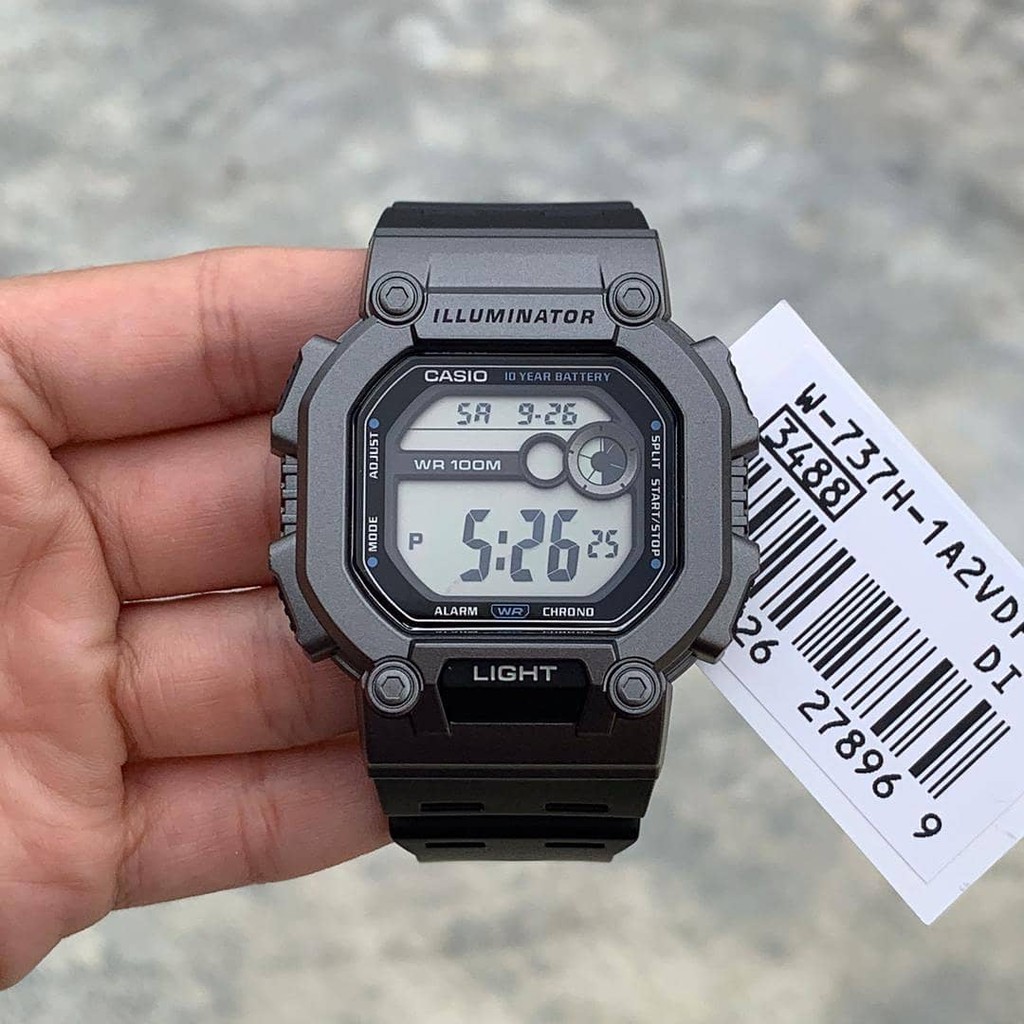 ILLUMINATOR
CASIO 10 YEAR BATTERY
SA 9-26
ADJUST
SPLIT
WR 100M
MODE
START/STOP
P 5:26 25
ALARM WR CHRONO
LIGHT
W-737H-1A2VD
3488
DI
26 27896 9